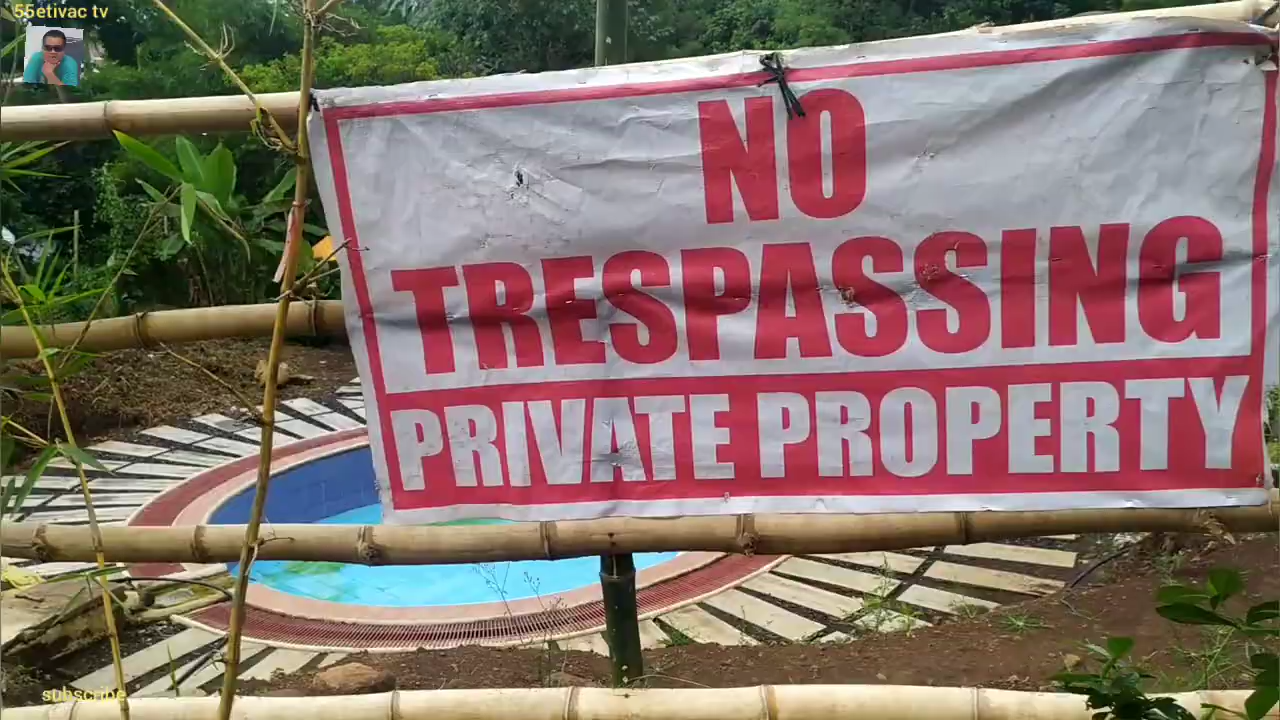 55etivac tv
NO
TRESPASSING
PRIVATE PROPERTY
subscribe